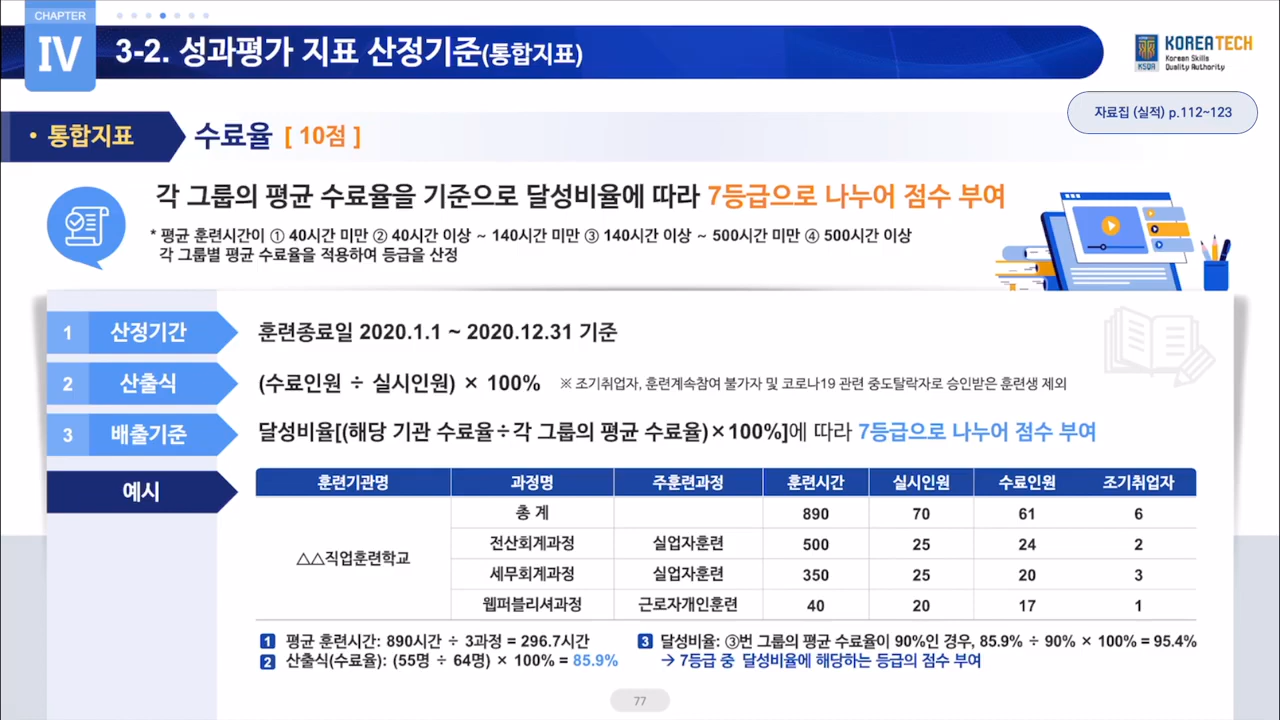 CHAPTER
IV
3-2. 성과평가 지표 산정기준(통합지표)
KOREATECH
KSQA
Korean Skills
Quality Authority
자료집 (실적) p.112~123
• 통합지표
수료율 [ 10점 ]
각 그룹의 평균 수료율을 기준으로 달성비율에 따라 7등급으로 나누어 점수 부여
* 평균 훈련시간이 ① 40시간 미만 ② 40시간 이상 ~ 140시간 미만 ③ 140시간 이상 ~ 500시간 미만 ④ 500시간 이상
각 그룹별 평균 수료율을 적용하여 등급을 산정
1 산정기간 훈련종료일 2020.1.1 ~ 2020.12.31 기준
2 산출식 (수료인원 ÷ 실시인원) × 100% ※ 조기취업자, 훈련계속참여 불가자 및 코로나19 관련 중도탈락자로 승인받은 훈련생 제외
3 배출기준 달성비율[(해당 기관 수료율÷각 그룹의 평균 수료율)×100%]에 따라 7등급으로 나누어 점수 부여
예시
훈련기관명 과정명 주훈련과정 훈련시간 실시인원 수료인원 조기취업자
총 계 890 70 61 6
전산회계과정 실업자훈련 500 25 24 2
△△직업훈련학교
세무회계과정 실업자훈련 350 25 20 3
웹퍼블리셔과정 근로자개인훈련 40 20 17 1
1 평균 훈련시간: 890시간 ÷ 3과정 = 296.7시간
2 산출식(수료율): (55명 ÷ 64명) × 100% = 85.9%
3 달성비율: ③번 그룹의 평균 수료율이 90%인 경우, 85.9% ÷ 90% × 100% = 95.4%
→ 7등급 중 달성비율에 해당하는 등급의 점수 부여
77